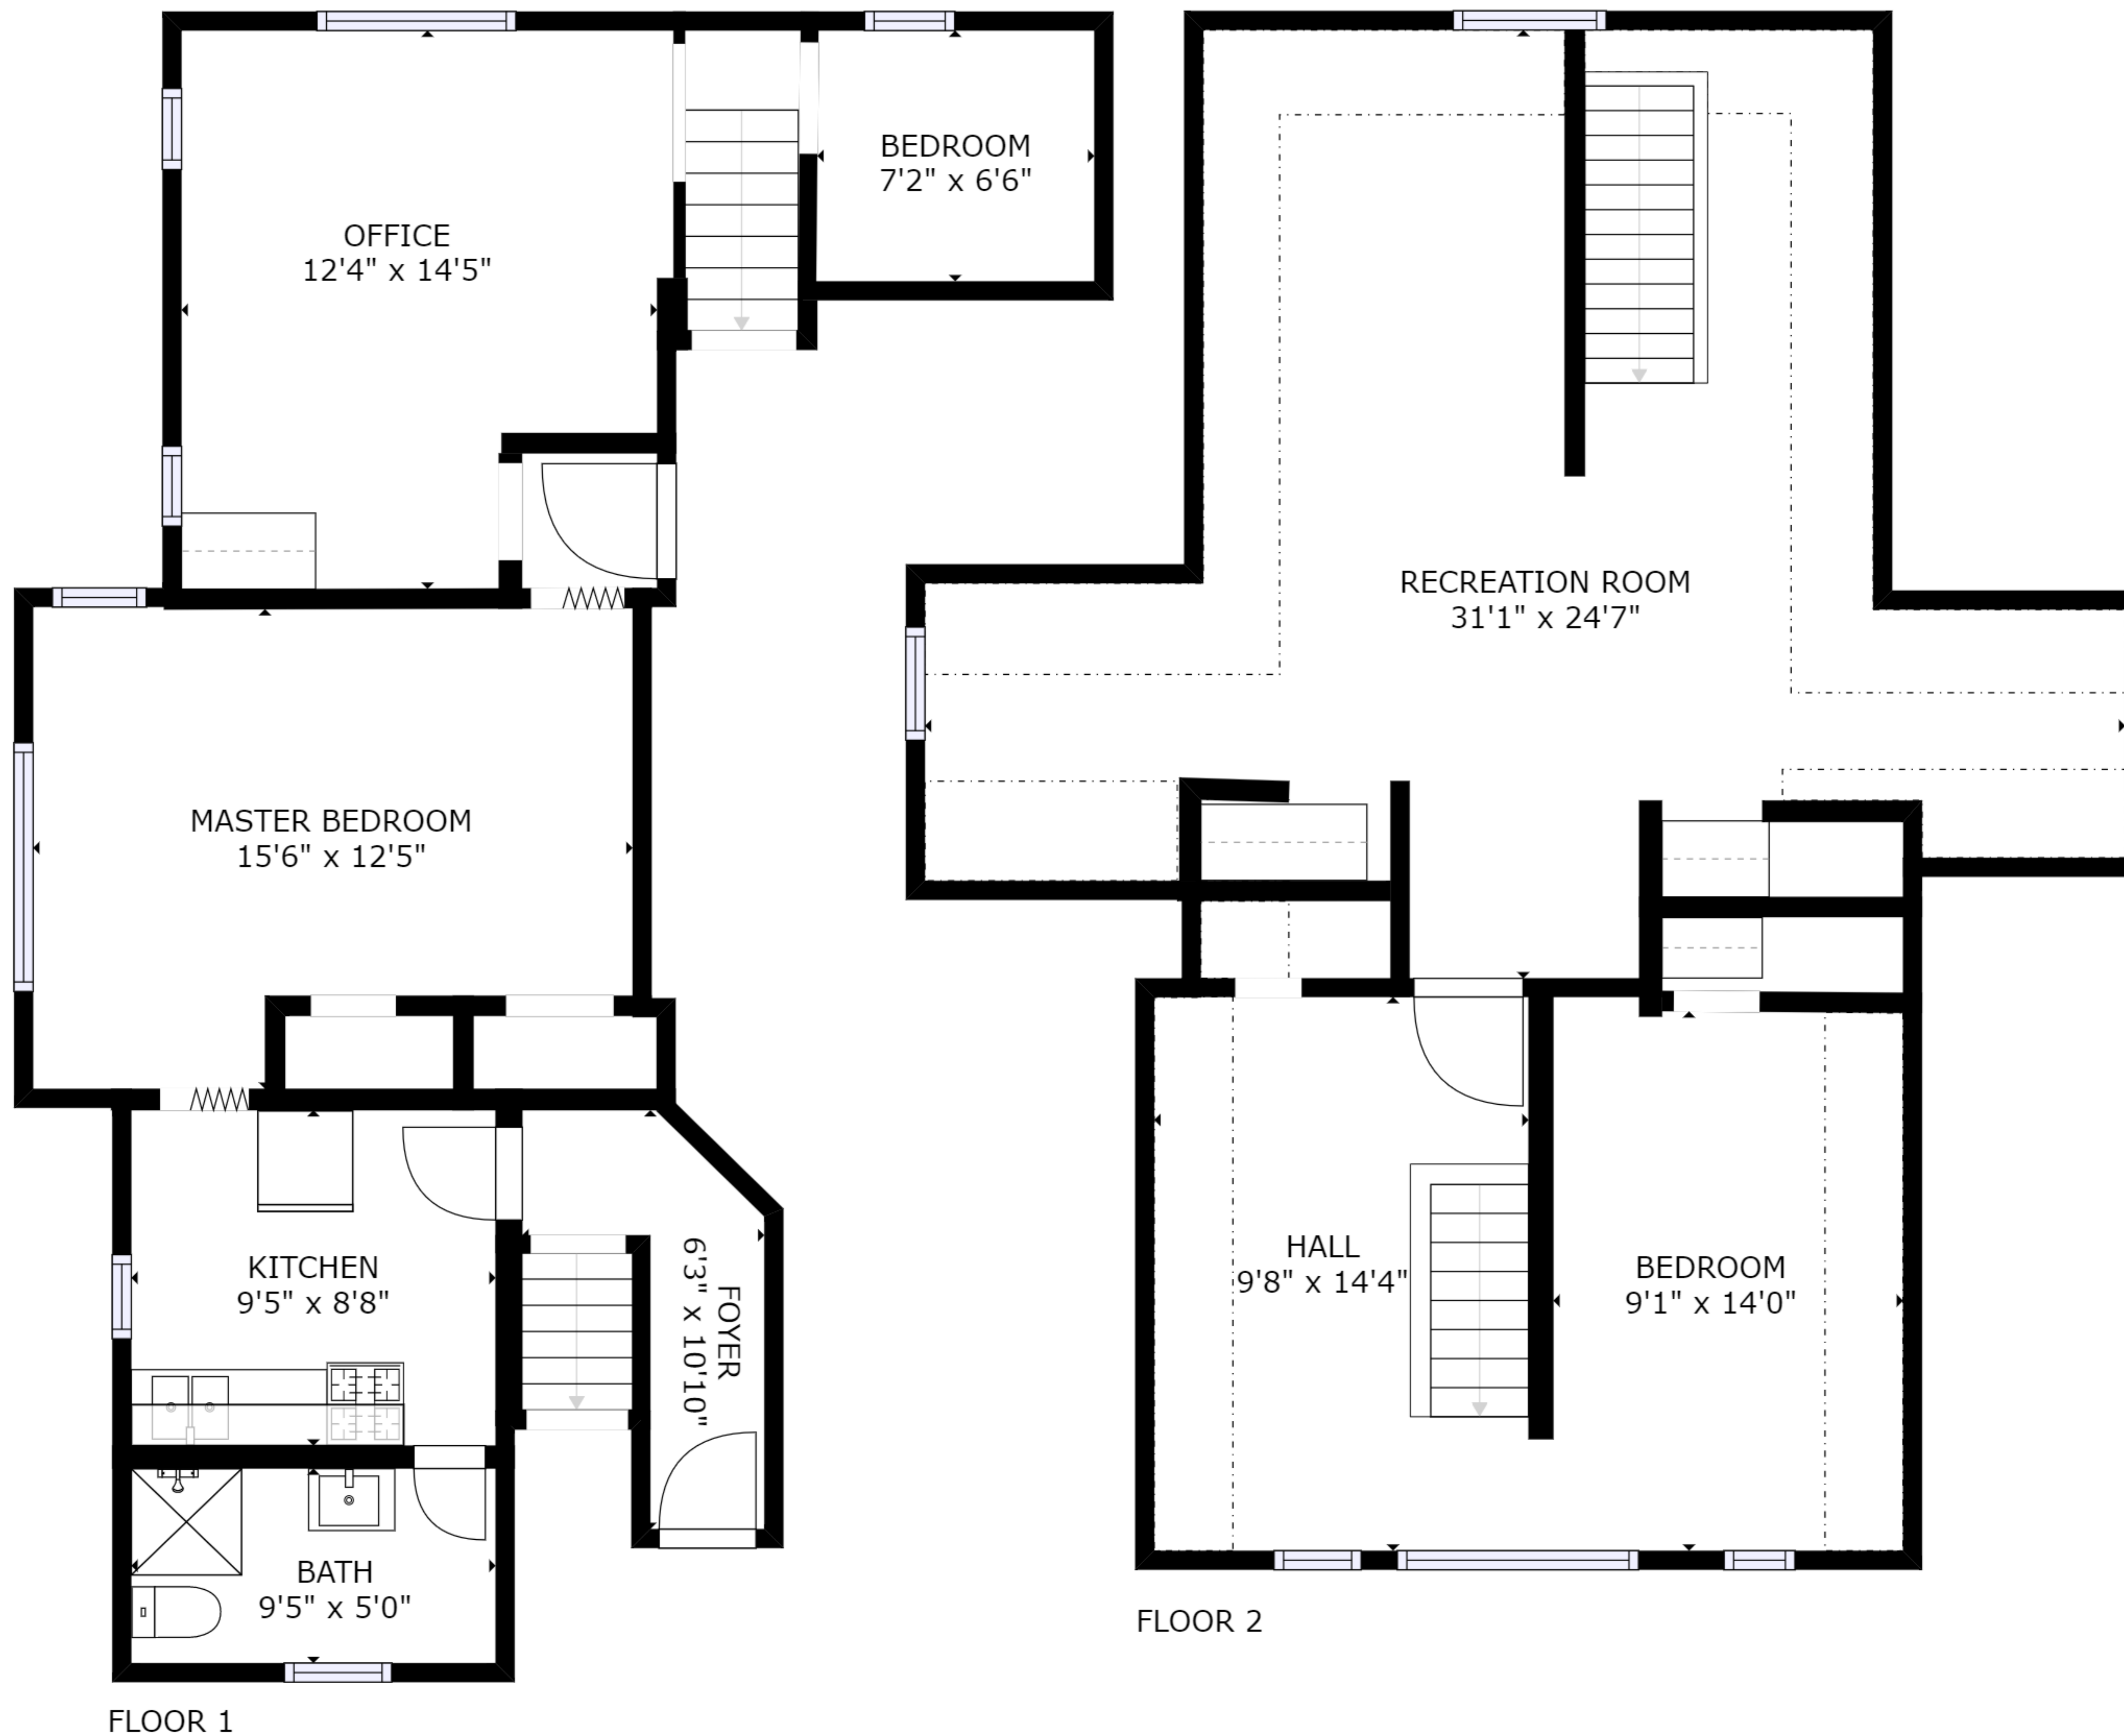 BEDROOM
7'2" x 6'6"
OFFICE
12'4" x 14'5"
RECREATION ROOM
31'1" x 24'7"
MASTER BEDROOM
15'6" x 12'5"
KITCHEN
9'5" x 8'8"
FOYER
6'3" x 10'10"
HALL
9'8" x 14'4"
BEDROOM
9'1" x 14'0"
BATH
9'5" x 5'0"
FLOOR 2
FLOOR 1